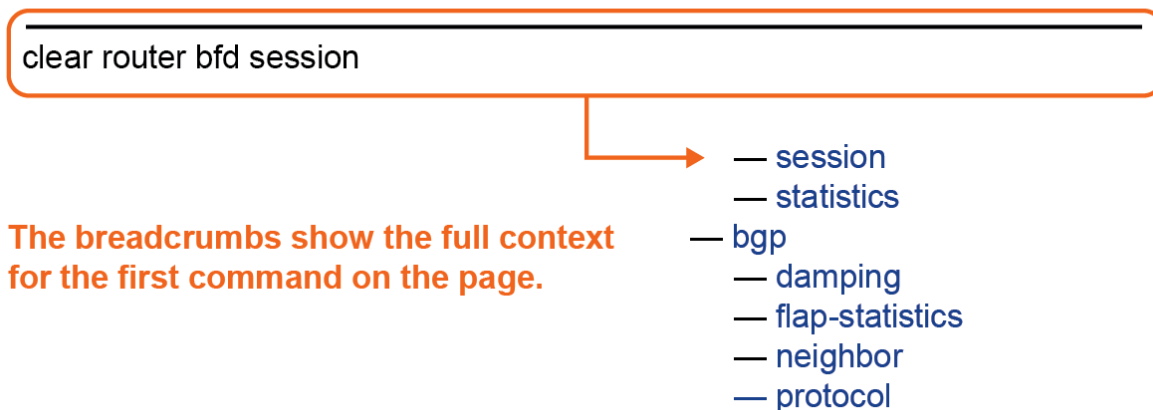 clear router bfd session
— session
— statistics
The breadcrumbs show the full context
for the first command on the page.
— bgp
— damping
— flap-statistics
— neighbor
— protocol